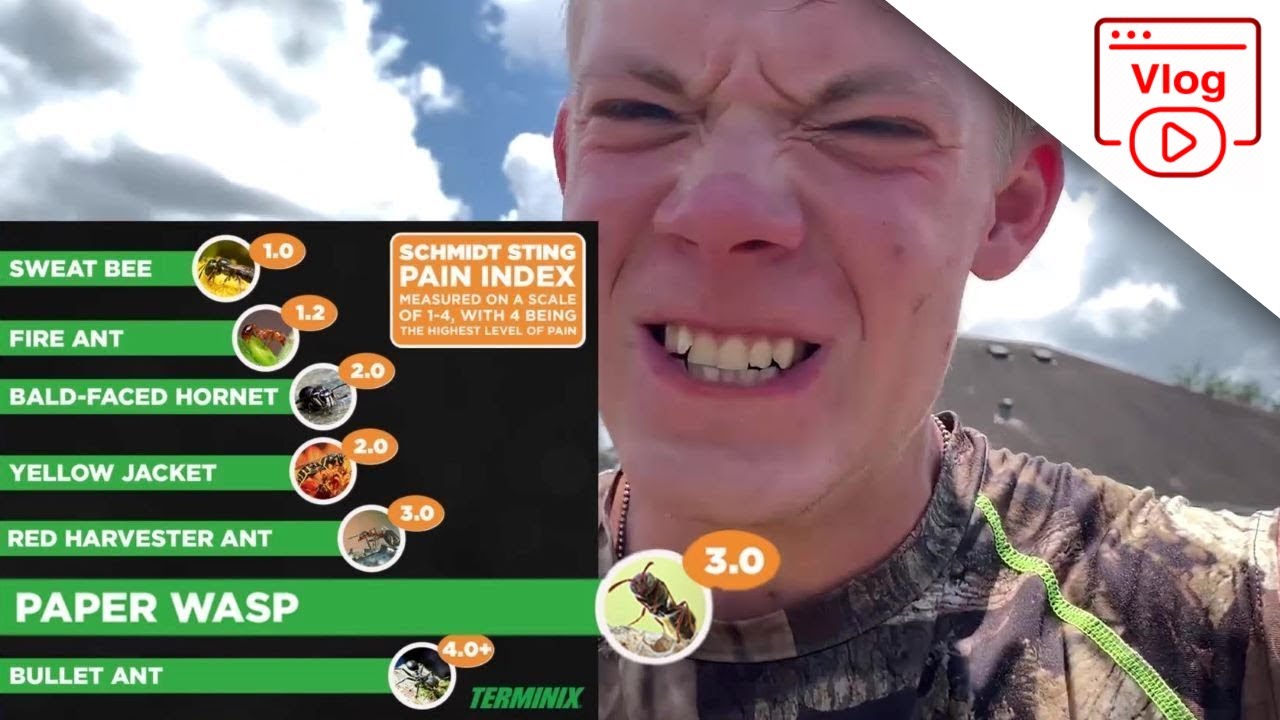 Vlog
SCHMIDT STING
PAIN INDEX
MEASURED ON A SCALE
OF 1-4, WITH 4 BEING
THE HIGHEST LEVEL OF PAIN
SWEAT BEE 1.0
FIRE ANT 1.2
BALD-FACED HORNET 2.0
YELLOW JACKET 2.0
RED HARVESTER ANT 3.0
PAPER WASP 3.0
BULLET ANT 4.0+
TERMINIX